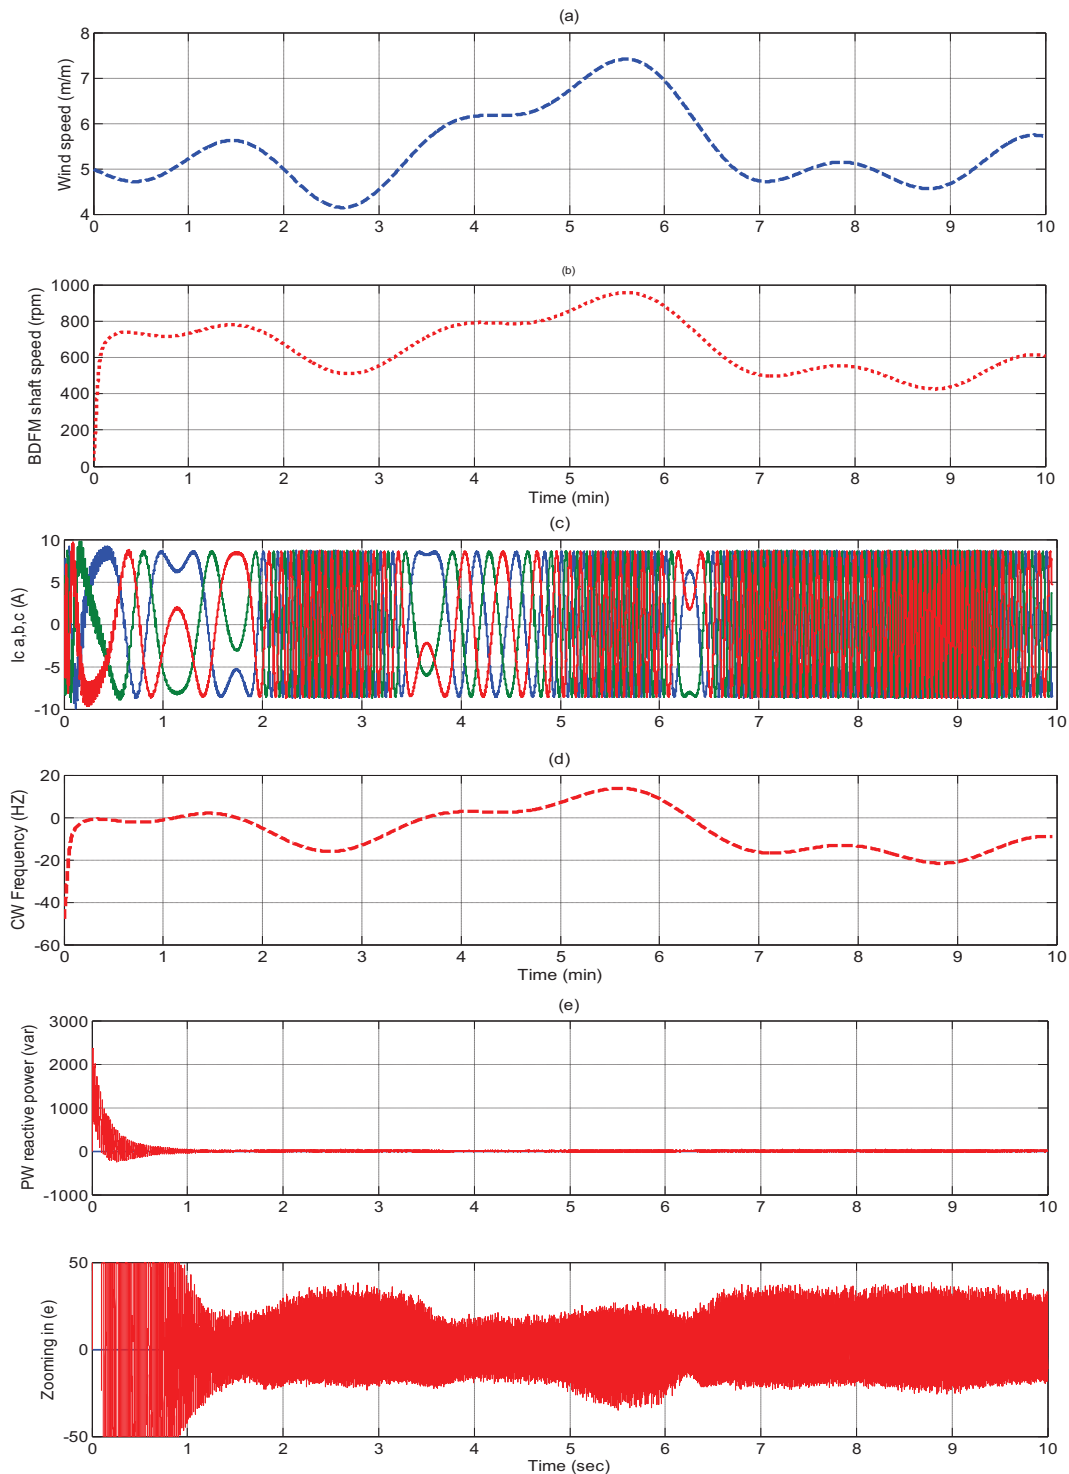 (a)
Wind speed (m/m)
8
7
6
5
4
0 1 2 3 4 5 6 7 8 9 10
(b)
BDFM shaft speed (rpm)
1000
800
600
400
200
0
0 1 2 3 4 5 6 7 8 9 10
Time (min)
(c)
Ic a,b,c (A)
10
5
0
-5
-10
0 1 2 3 4 5 6 7 8 9 10
(d)
CW Frequency (HZ)
20
0
-20
-40
-60
0 1 2 3 4 5 6 7 8 9 10
Time (min)
(e)
PW reactive power (var)
3000
2000
1000
0
-1000
0 1 2 3 4 5 6 7 8 9 10
Zooming in (e)
50
0
-50
0 1 2 3 4 5 6 7 8 9 10
Time (sec)